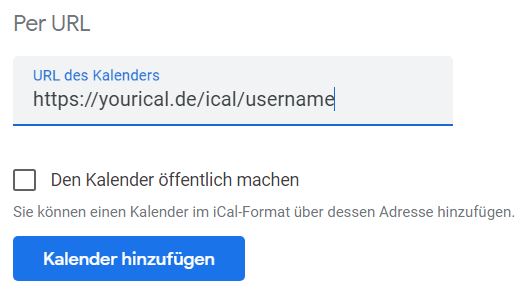 Per URL
URL des Kalenders
https://yourical.de/ical/username
Den Kalender öffentlich machen
Sie können einen Kalender im iCal-Format über dessen Adresse hinzufügen.
Kalender hinzufügen